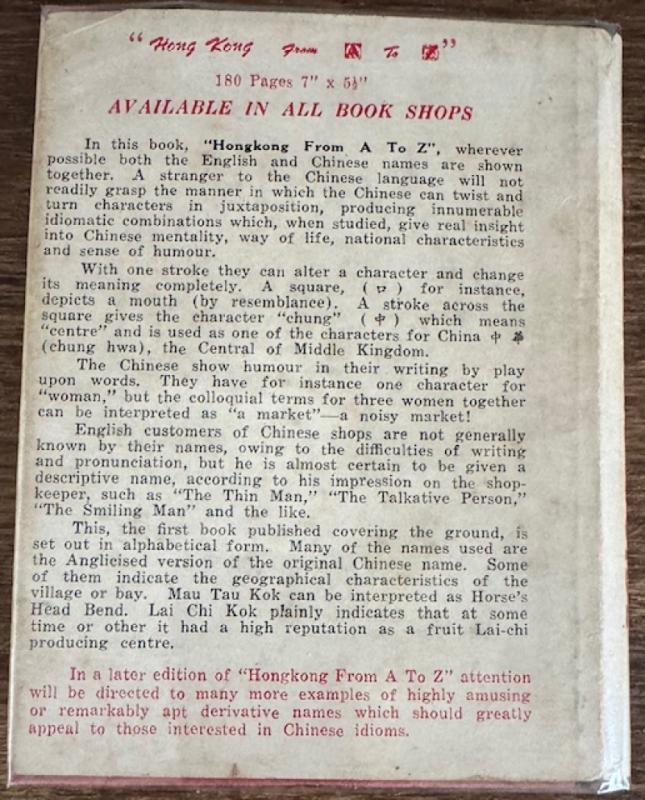 "Hong Kong From A To Z"
180 Pages 7" x 5½"
AVAILABLE IN ALL BOOK SHOPS
In this book, "Hongkong From A To Z", wherever
possible both the English and Chinese names are shown
together. A stranger to the Chinese language will not
readily grasp the manner in which the Chinese can twist and
turn characters in juxtaposition, producing innumerable
idiomatic combinations which, when studied, give real insight
into Chinese mentality, way of life, national characteristics
and sense of humour.
With one stroke they can alter a character and change
its meaning completely. A square, ( 口 ) for instance,
depicts a mouth (by resemblance). A stroke across the
square gives the character "chung" ( 中 ) which means
"centre" and is used as one of the characters for China 中 華
(chung hwa), the Central of Middle Kingdom.
The Chinese show humour in their writing by play
upon words. They have for instance one character for
"woman," but the colloquial terms for three women together
can be interpreted as "a market"—a noisy market!
English customers of Chinese shops are not generally
known by their names, owing to the difficulties of writing
and pronunciation, but he is almost certain to be given a
descriptive name, according to his impression on the shop-
keeper, such as "The Thin Man," "The Talkative Person,"
"The Smiling Man" and the like.
This, the first book published covering the ground, is
set out in alphabetical form. Many of the names used are
the Anglicised version of the original Chinese name. Some
of them indicate the geographical characteristics of the
village or bay. Mau Tau Kok can be interpreted as Horse's
Head Bend. Lai Chi Kok plainly indicates that at some
time or other it had a high reputation as a fruit Lai-chi
producing centre.
In a later edition of "Hongkong From A To Z" attention
will be directed to many more examples of highly amusing
or remarkably apt derivative names which should greatly
appeal to those interested in Chinese idioms.